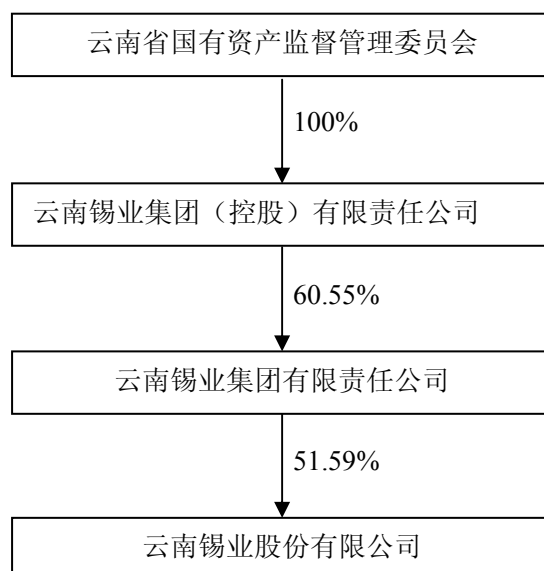 云南省国有资产监督管理委员会
100%
云南锡业集团（控股）有限责任公司
60.55%
云南锡业集团有限责任公司
51.59%
云南锡业股份有限公司